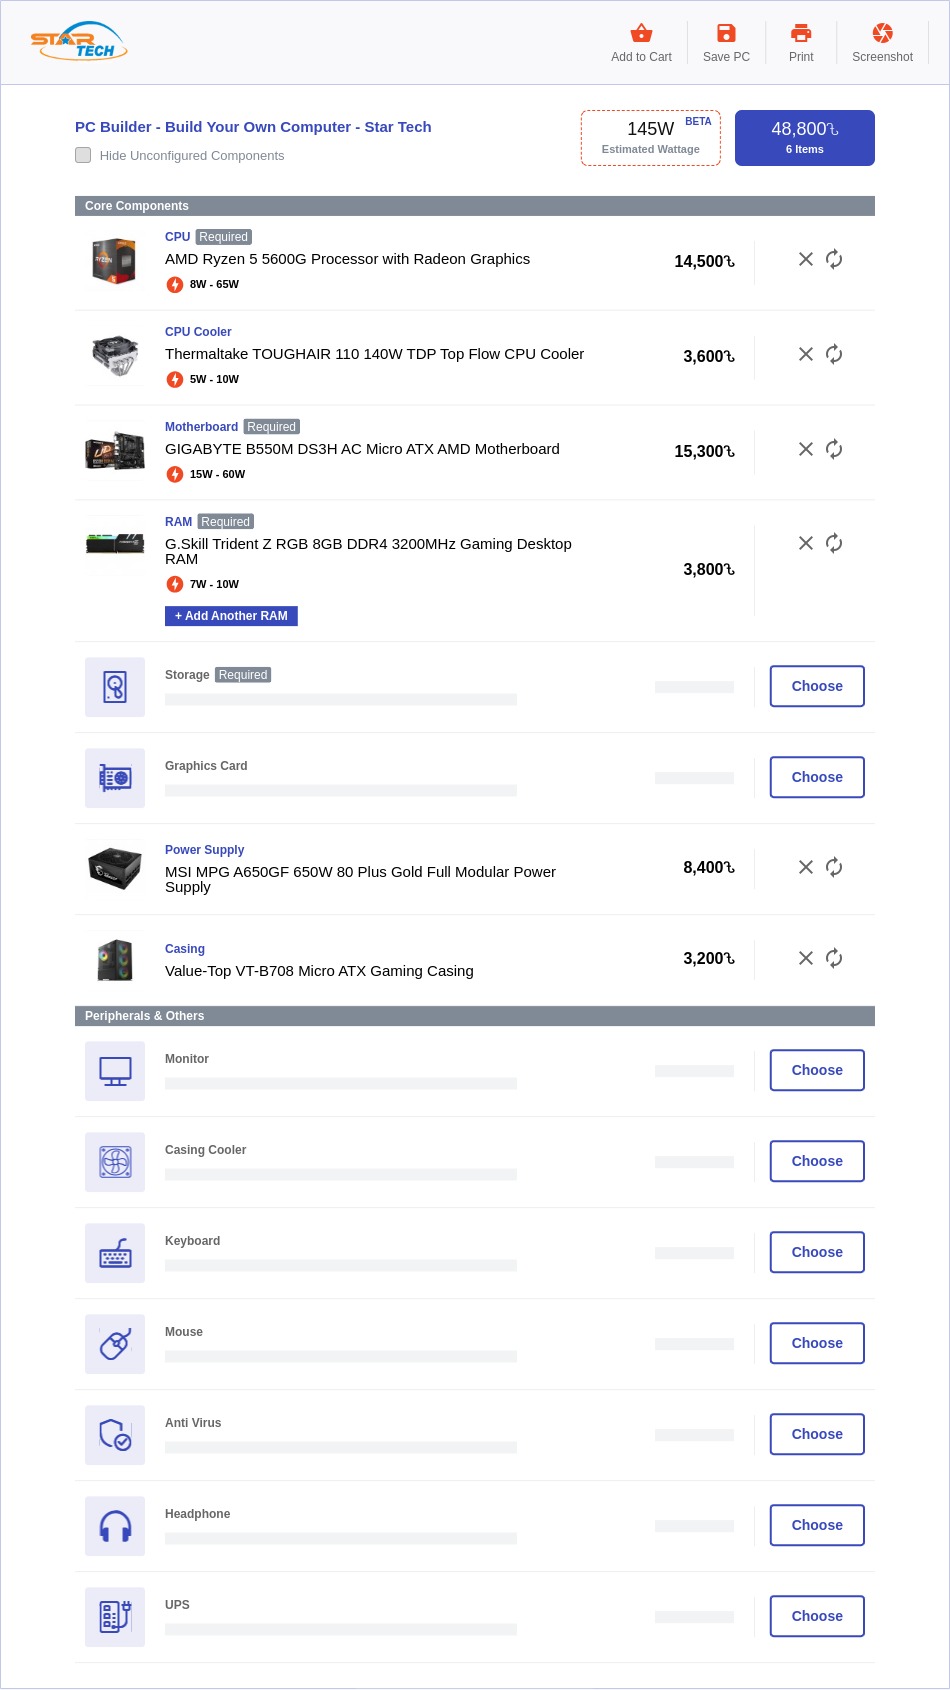 STAR
TECH
Add to Cart
Save PC
Print
Screenshot
PC Builder - Build Your Own Computer - Star Tech
Hide Unconfigured Components
145W BETA
Estimated Wattage
48,800৳
6 Items
Core Components
CPU Required
AMD Ryzen 5 5600G Processor with Radeon Graphics
8W - 65W
14,500৳
CPU Cooler
Thermaltake TOUGHAIR 110 140W TDP Top Flow CPU Cooler
5W - 10W
3,600৳
Motherboard Required
GIGABYTE B550M DS3H AC Micro ATX AMD Motherboard
15W - 60W
15,300৳
RAM Required
G.Skill Trident Z RGB 8GB DDR4 3200MHz Gaming Desktop
RAM
7W - 10W
3,800৳
+ Add Another RAM
Storage Required
Choose
Graphics Card
Choose
Power Supply
MSI MPG A650GF 650W 80 Plus Gold Full Modular Power
Supply
8,400৳
Casing
Value-Top VT-B708 Micro ATX Gaming Casing
3,200৳
Peripherals & Others
Monitor
Choose
Casing Cooler
Choose
Keyboard
Choose
Mouse
Choose
Anti Virus
Choose
Headphone
Choose
UPS
Choose